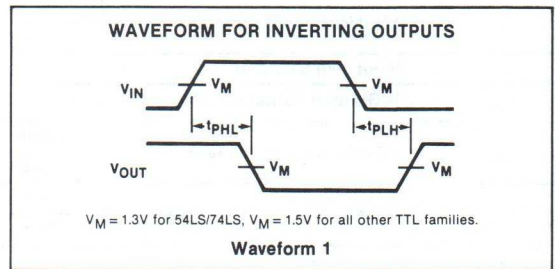 WAVEFORM FOR INVERTING OUTPUTS
VIN
VM
VM
tPHL
tPLH
VOUT
VM
VM
VM = 1.3V for 54LS/74LS, VM = 1.5V for all other TTL families.
Waveform 1